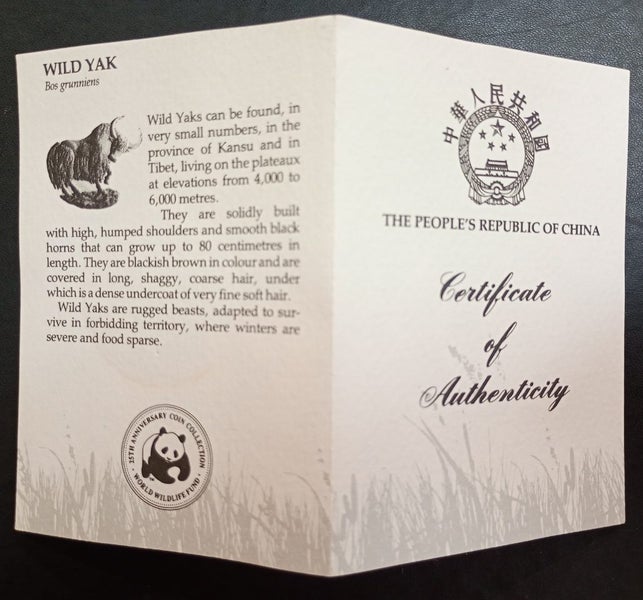 WILD YAK
Bos grunniens
Wild Yaks can be found, in
very small numbers, in the
province of Kansu and in
Tibet, living on the plateaux
at elevations from 4,000 to
6,000 metres.
They are solidly built
with high, humped shoulders and smooth black
horns that can grow up to 80 centimetres in
length. They are blackish brown in colour and are
covered in long, shaggy, coarse hair, under
which is a dense undercoat of very fine soft hair.
Wild Yaks are rugged beasts, adapted to sur-
vive in forbidding territory, where winters are
severe and food sparse.
25TH ANNIVERSARY COIN COLLECTION
WORLD WILDLIFE FUND
中華人民共和國
THE PEOPLE'S REPUBLIC OF CHINA
Certificate
of
Authenticity